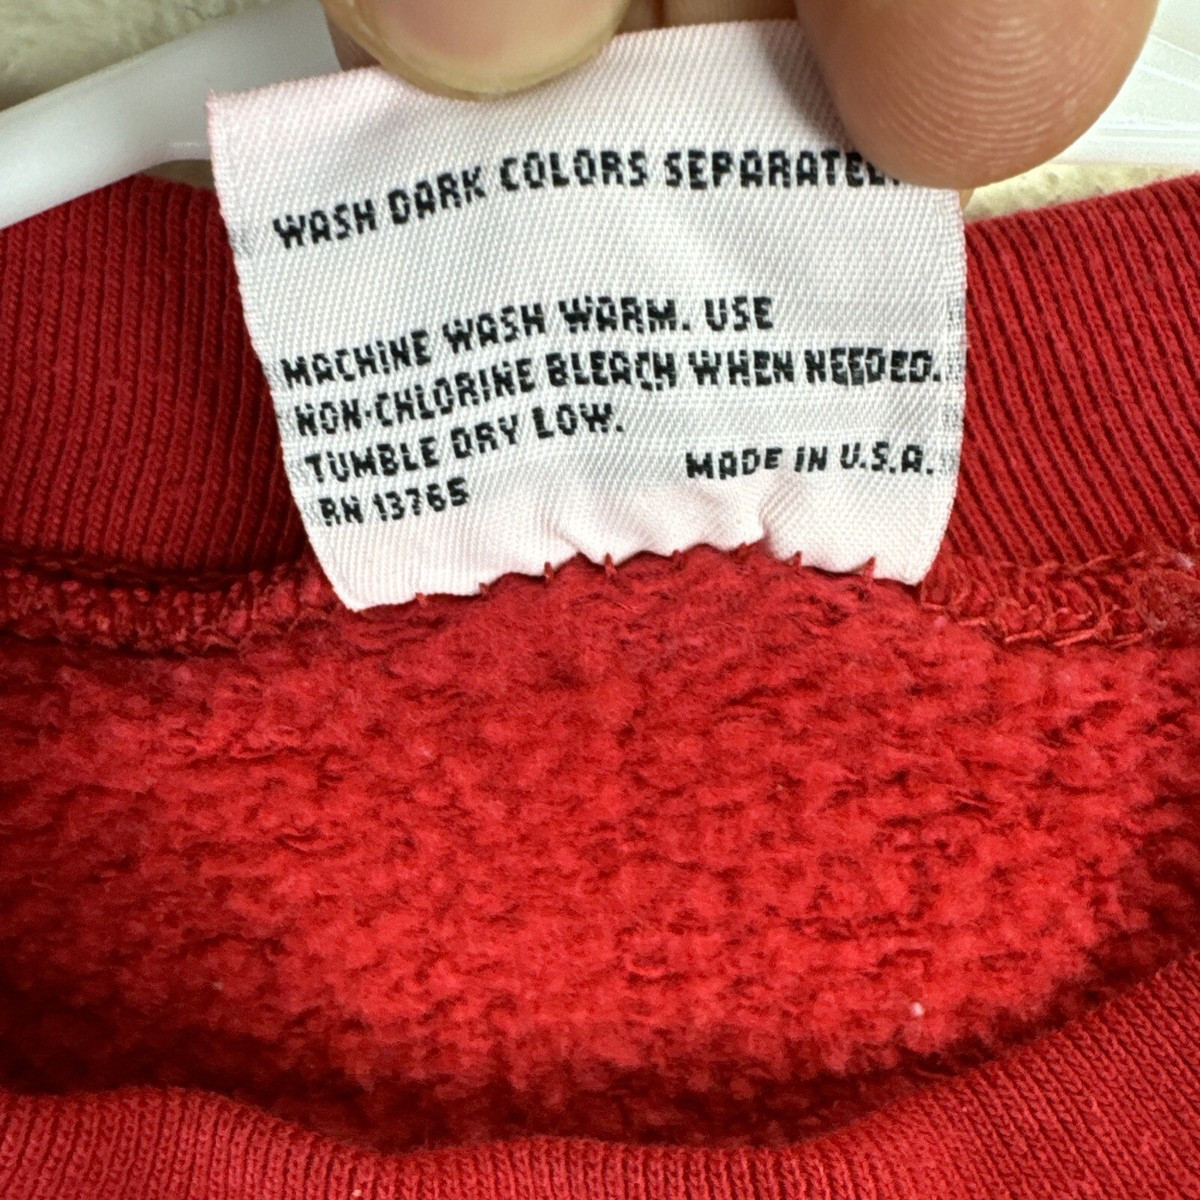 WASH DARK COLORS SEPARATEL
MACHINE WASH WARM. USE
NON-CHLORINE BLEACH WHEN NEEDED.
TUMBLE DRY LOW.
RN 13765 MADE IN U.S.A.